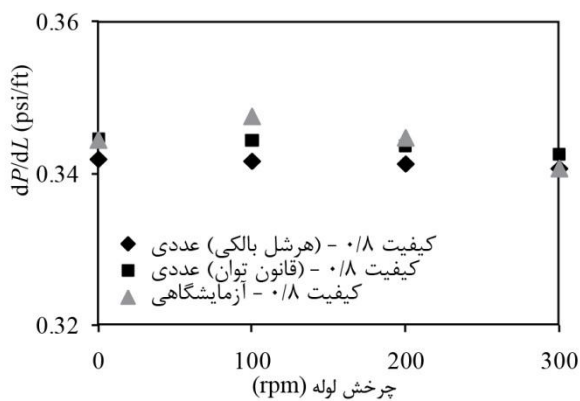 0.36
dP/dL (psi/ft)
0.34
کیفیت ۰/۸ - (هرشل بالکی) عددی
کیفیت ۰/۸ - (قانون توان) عددی
کیفیت ۰/۸ - آزمایشگاهی
0.32
0 100 200 300
چرخش لوله (rpm)